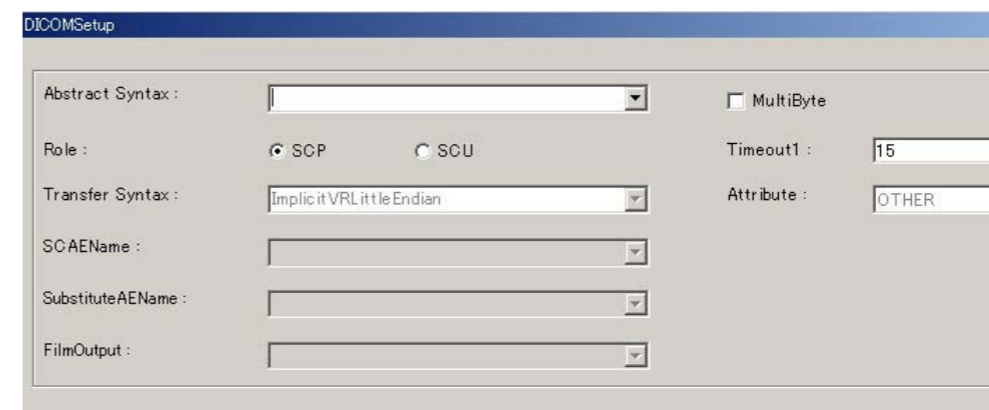 DICOMSetup
Abstract Syntax :
MultiByte
Role : SCP SCU
Timeout1 : 15
Transfer Syntax : ImplicitVRLittleEndian
Attribute : OTHER
SCAEName :
SubstituteAEName :
FilmOutput :